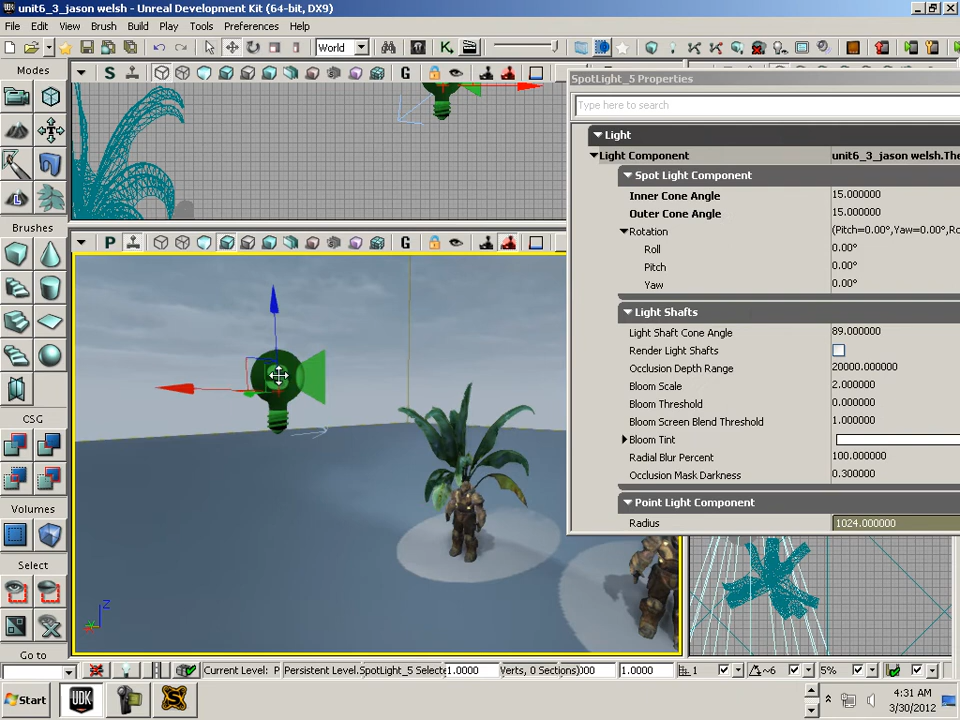 unit6_3_jason welsh - Unreal Development Kit (64-bit, DX9)
File Edit View Brush Build Play Tools Preferences Help
World
Modes
S G
SpotLight_5 Properties
Type here to search
Light
Light Component unit6_3_jason welsh.The
Spot Light Component
Inner Cone Angle 15.000000
Outer Cone Angle 15.000000
Rotation (Pitch=0.00°,Yaw=0.00°,Ro
Roll 0.00°
Pitch 0.00°
Yaw 0.00°
Brushes
P G
Light Shafts
Light Shaft Cone Angle 89.000000
Render Light Shafts
Occlusion Depth Range 20000.000000
Bloom Scale 2.000000
Bloom Threshold 0.000000
Bloom Screen Blend Threshold 1.000000
Bloom Tint
Radial Blur Percent 100.000000
Occlusion Mask Darkness 0.300000
CSG
Point Light Component
Radius 1024.000000
Volumes
Select
Z
Go to
Current Level: P Persistent Level.SpotLight_5 Selecte 1.0000 Verts, 0 Sections) 000 1.0000 1 ~6 5%
Start UDK
4:31 AM
3/30/2012